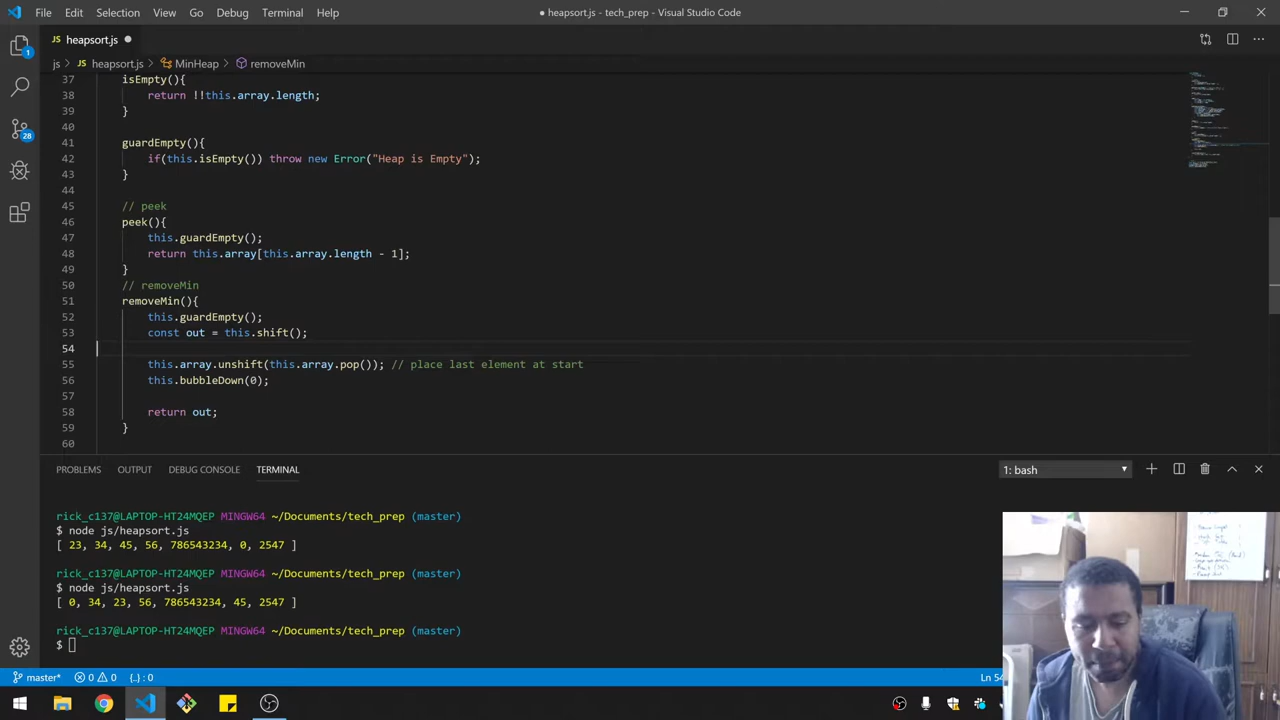 File Edit Selection View Go Debug Terminal Help
● heapsort.js - tech_prep - Visual Studio Code
JS heapsort.js ●
js > JS heapsort.js > MinHeap > removeMin
37 isEmpty(){
38 return !!this.array.length;
39 }
40
41 guardEmpty(){
42 if(this.isEmpty()) throw new Error("Heap is Empty");
43 }
44
45 // peek
46 peek(){
47 this.guardEmpty();
48 return this.array[this.array.length - 1];
49 }
50 // removeMin
51 removeMin(){
52 this.guardEmpty();
53 const out = this.shift();
54
55 this.array.unshift(this.array.pop()); // place last element at start
56 this.bubbleDown(0);
57
58 return out;
59 }
60
1
28
PROBLEMS OUTPUT DEBUG CONSOLE TERMINAL
1: bash
rick_c137@LAPTOP-HT24MQEP MINGW64 ~/Documents/tech_prep (master)
$ node js/heapsort.js
[ 23, 34, 45, 56, 786543234, 0, 2547 ]
rick_c137@LAPTOP-HT24MQEP MINGW64 ~/Documents/tech_prep (master)
$ node js/heapsort.js
[ 0, 34, 23, 56, 786543234, 45, 2547 ]
rick_c137@LAPTOP-HT24MQEP MINGW64 ~/Documents/tech_prep (master)
$
master* 0 0 {..} : 0
Ln 54